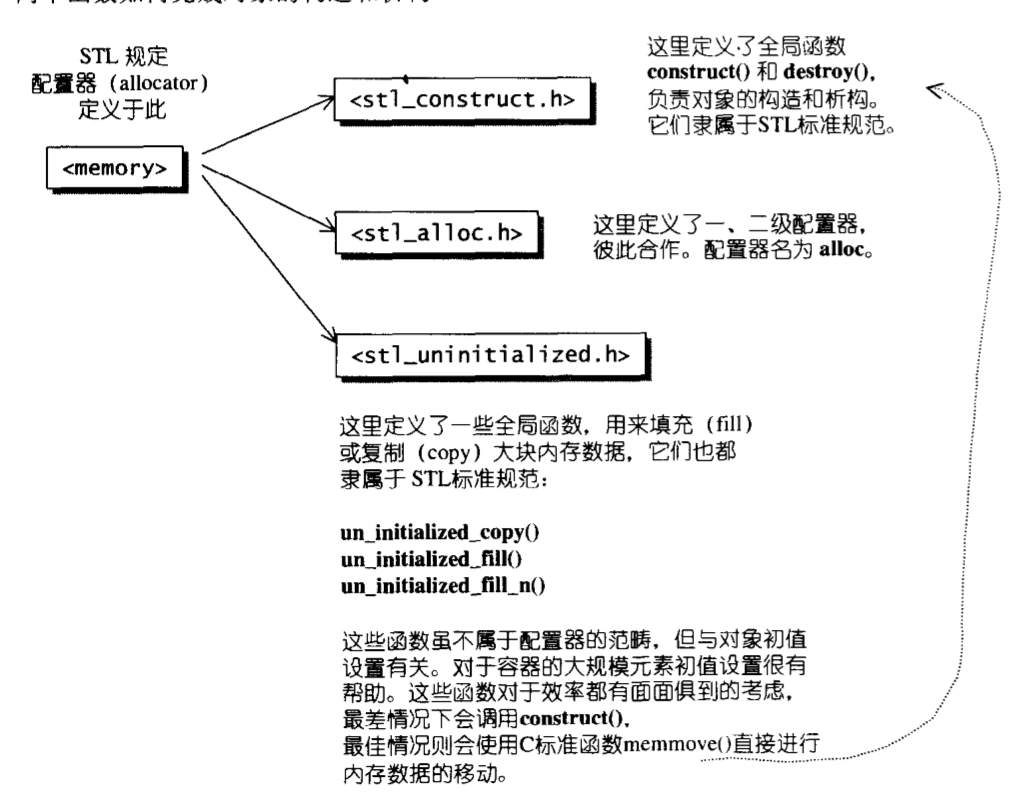 STL 规定
配置器（allocator）
定义于此
<memory>
<stl_construct.h>
这里定义了全局函数
construct() 和 destroy()，
负责对象的构造和析构。
它们隶属于STL标准规范。
<stl_alloc.h>
这里定义了一、二级配置器，
彼此合作。配置器名为 alloc。
<stl_uninitialized.h>
这里定义了一些全局函数，用来填充（fill）
或复制（copy）大块内存数据，它们也都
隶属于 STL标准规范：
un_initialized_copy()
un_initialized_fill()
un_initialized_fill_n()
这些函数虽不属于配置器的范畴，但与对象初值
设置有关。对于容器的大规模元素初值设置很有
帮助。这些函数对于效率都有面面俱到的考虑，
最差情况下会调用construct()，
最佳情况则会使用C标准函数memmove()直接进行
内存数据的移动。